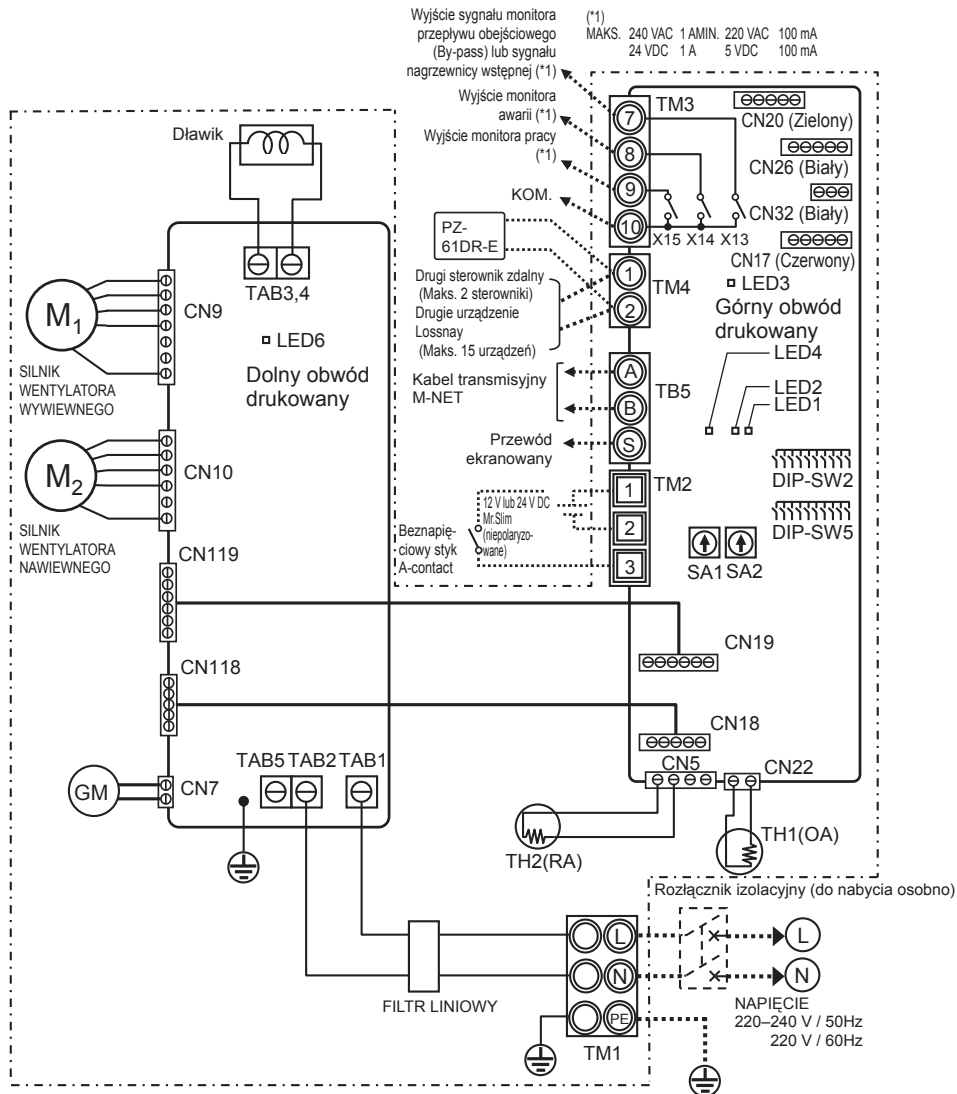 Wyjście sygnału monitora
przepływu obejściowego
(By-pass) lub sygnału
nagrzewnicy wstępnej (*1)
(*1)
MAKS. 240 VAC 1 AMIN. 220 VAC 100 mA
24 VDC 1 A 5 VDC 100 mA
Wyjście monitora
awarii (*1)
Wyjście monitora pracy
(*1)
KOM.
7
8
9
10
TM3
X15 X14 X13
CN20 (Zielony)
CN26 (Biały)
CN32 (Biały)
CN17 (Czerwony)
Dławik
TAB3,4
PZ-
61DR-E
Drugi sterownik zdalny
(Maks. 2 sterowniki)
Drugie urządzenie
Lossnay
(Maks. 15 urządzeń)
1
2
TM4
LED3
Górny obwód
drukowany
LED4
LED2
LED1
M1
CN9
SILNIK
WENTYLATORA
WYWIEWNEGO
LED6
Dolny obwód
drukowany
Kabel transmisyjny
M-NET
Przewód
ekranowany
A
B
S
TB5
M2
CN10
SILNIK
WENTYLATORA
NAWIEWNEGO
TM2
1
2
3
12 V lub 24 V DC
Mr.Slim
(niepolaryzo-
wane)
Beznapię-
ciowy styk
A-contact
DIP-SW2
DIP-SW5
SA1 SA2
CN119
CN19
CN118
CN18
TAB5 TAB2 TAB1
GM
CN7
CN5
CN22
TH2(RA)
TH1(OA)
Rozłącznik izolacyjny (do nabycia osobno)
FILTR LINIOWY
L
N
PE
TM1
L
N
NAPIĘCIE
220–240 V / 50Hz
220 V / 60Hz